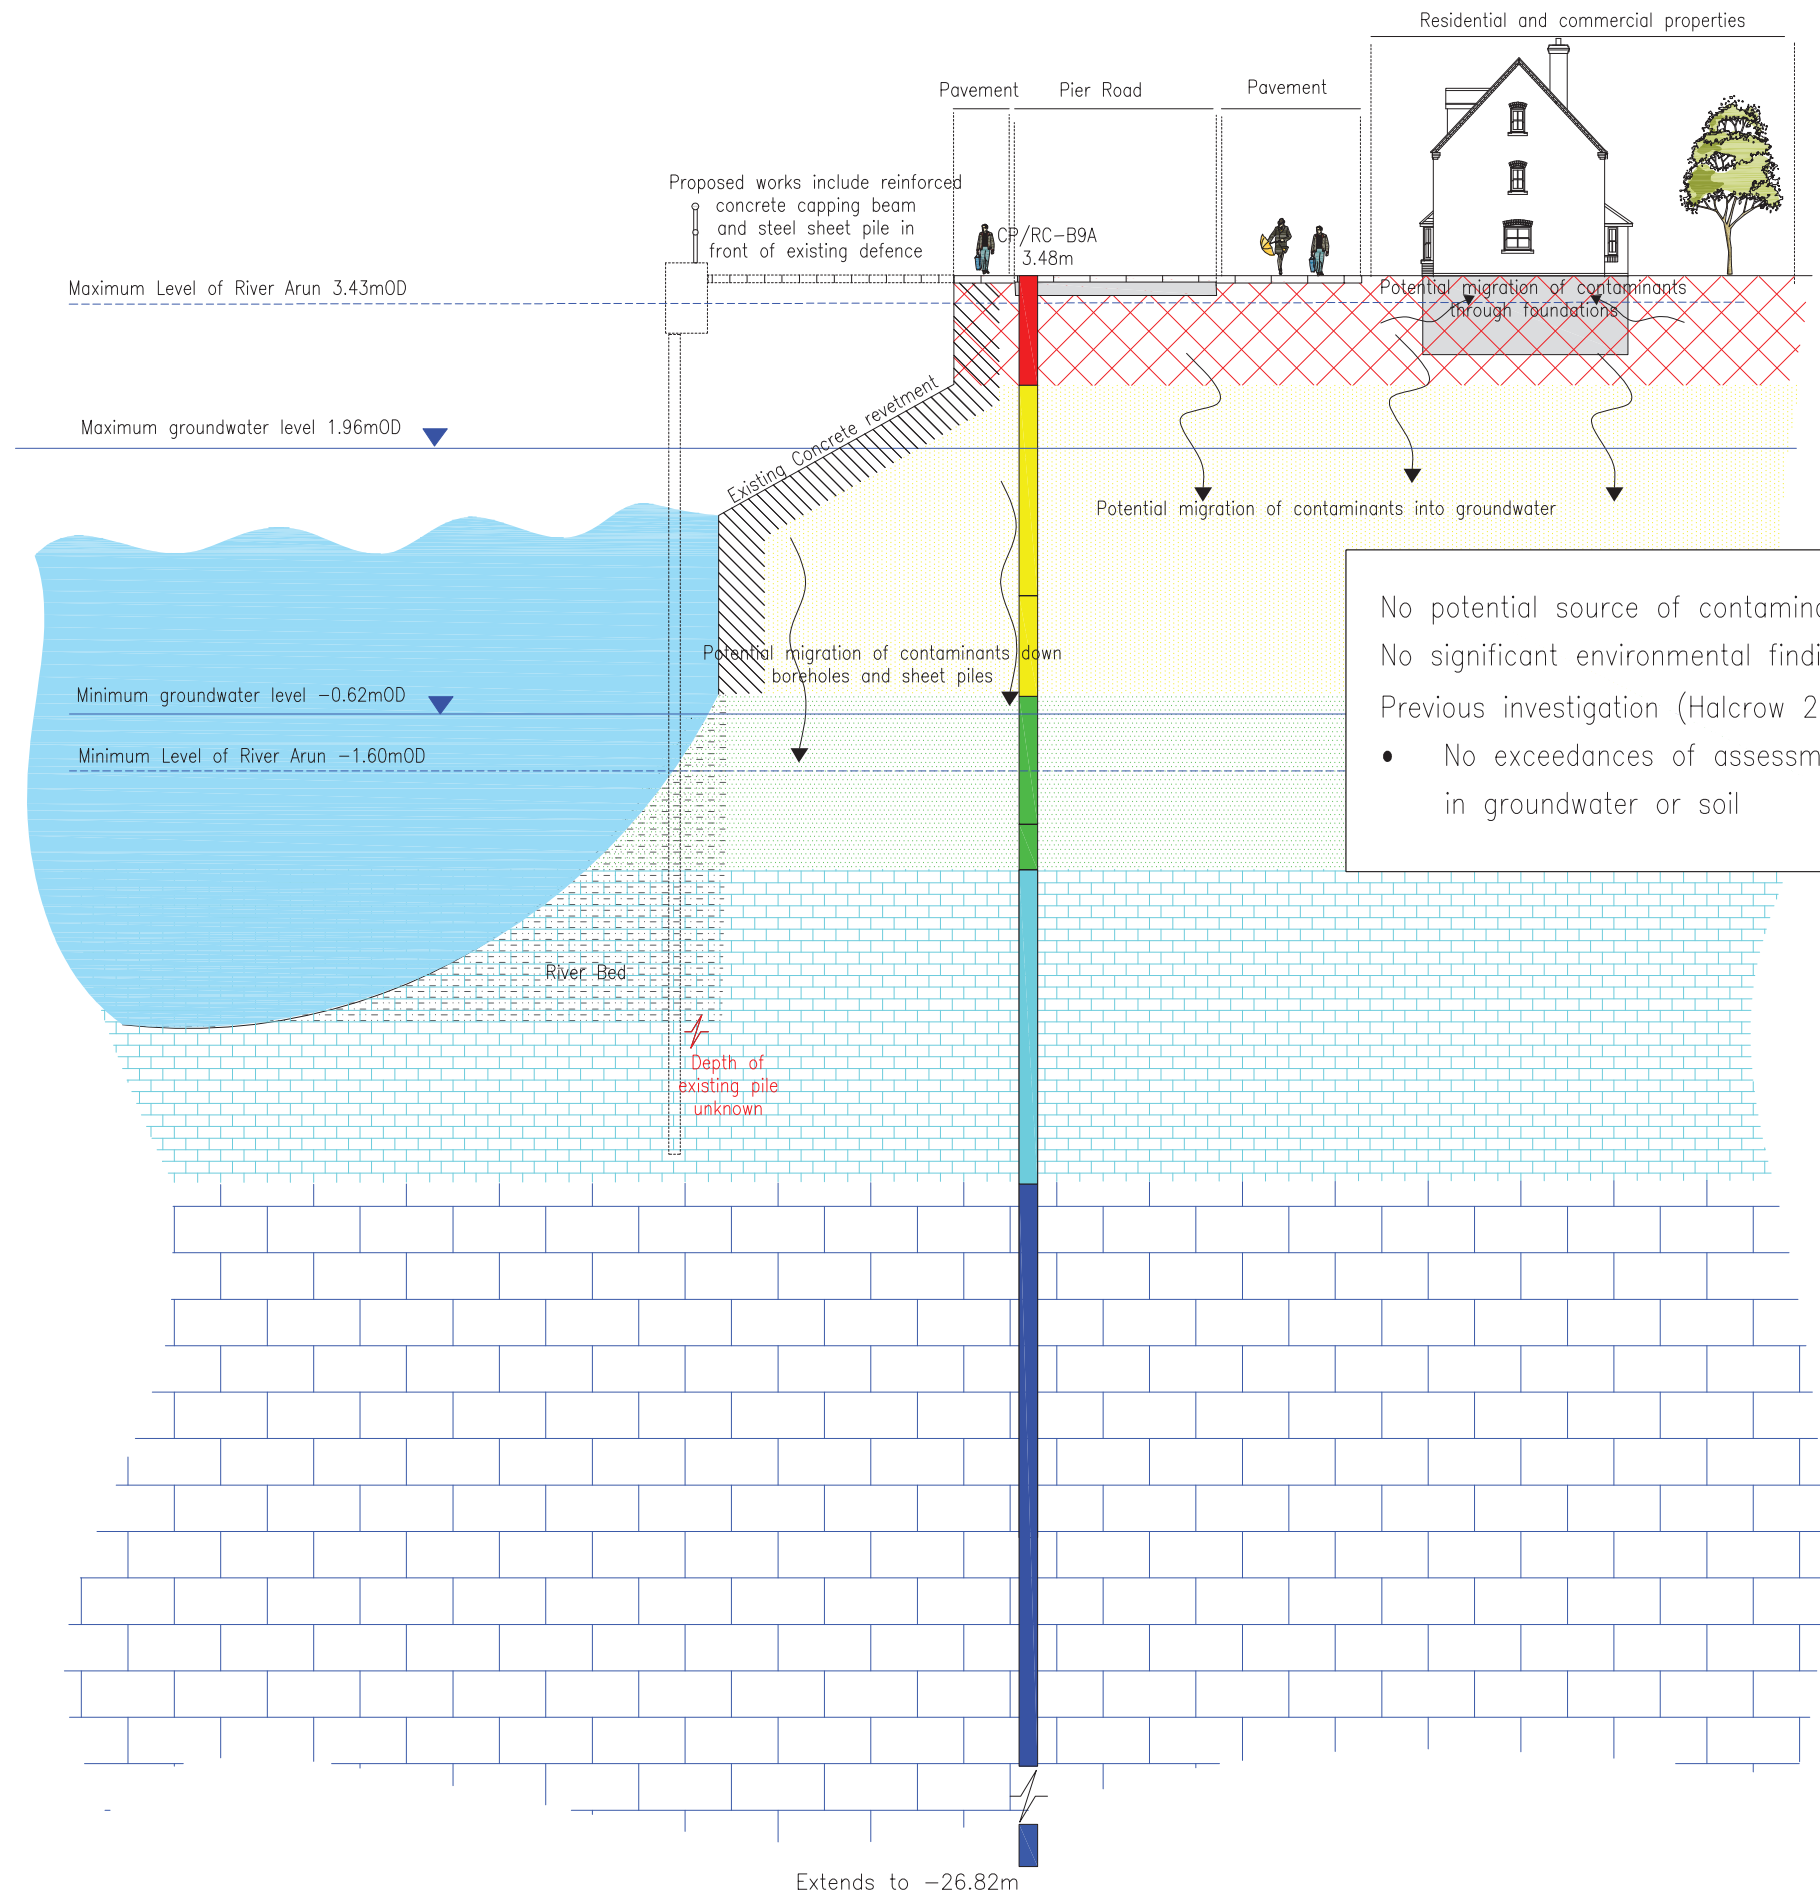 Residential and commercial properties
Pavement
Pier Road
Pavement
Proposed works include reinforced
concrete capping beam
and steel sheet pile in
front of existing defence
CP/RC-B9A
3.48m
Maximum Level of River Arun 3.43mOD
Potential migration of contaminants
through foundations
Existing Concrete revetment
Maximum groundwater level 1.96mOD
Potential migration of contaminants into groundwater
No potential source of
No significant environmental
Previous investigation (Halcrow
• No exceedances of
in groundwater or soil
Potential migration of contaminants down
boreholes and sheet piles
Minimum groundwater level -0.62mOD
Minimum Level of River Arun -1.60mOD
River Bed
Depth of
existing pile
unknown
Extends to -26.82m